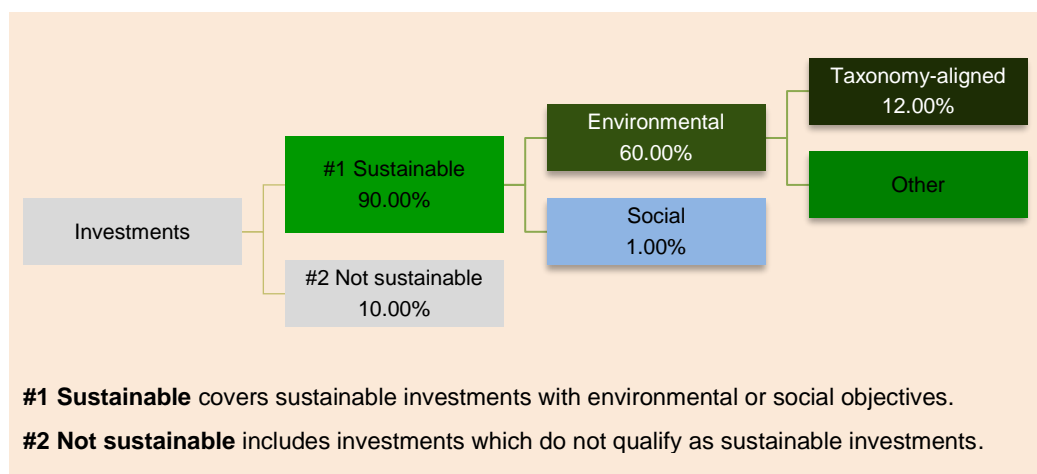 Investments
#1 Sustainable
90.00%
#2 Not sustainable
10.00%
Environmental
60.00%
Social
1.00%
Taxonomy-aligned
12.00%
Other
#1 Sustainable covers sustainable investments with environmental or social objectives.
#2 Not sustainable includes investments which do not qualify as sustainable investments.